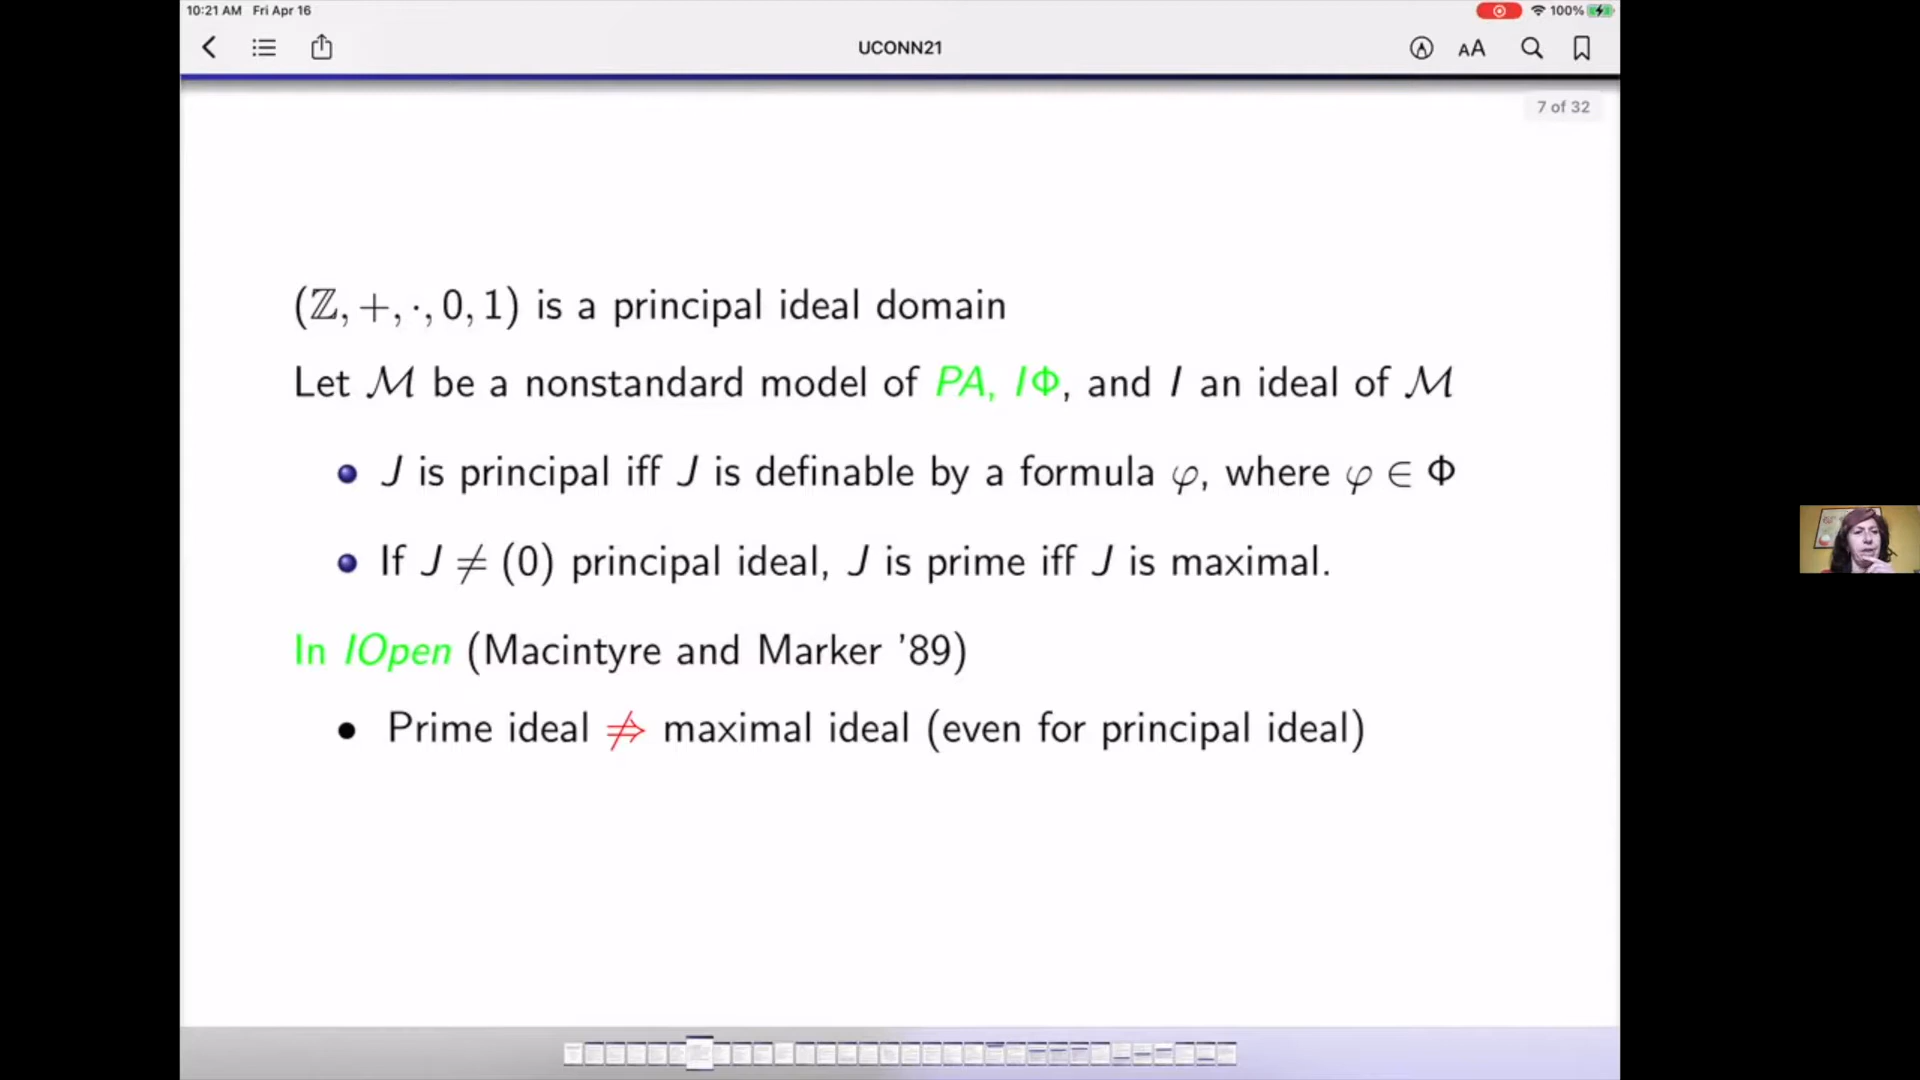 10:21 AM Fri Apr 16
100%
UCONN21
AA
7 of 32
(ℤ, +, ·, 0, 1) is a principal ideal domain
Let ℳ be a nonstandard model of PA, IΦ, and I an ideal of ℳ
J is principal iff J is definable by a formula φ, where φ ∈ Φ
If J ≠ (0) principal ideal, J is prime iff J is maximal.
In IOpen (Macintyre and Marker '89)
Prime ideal ⇏ maximal ideal (even for principal ideal)